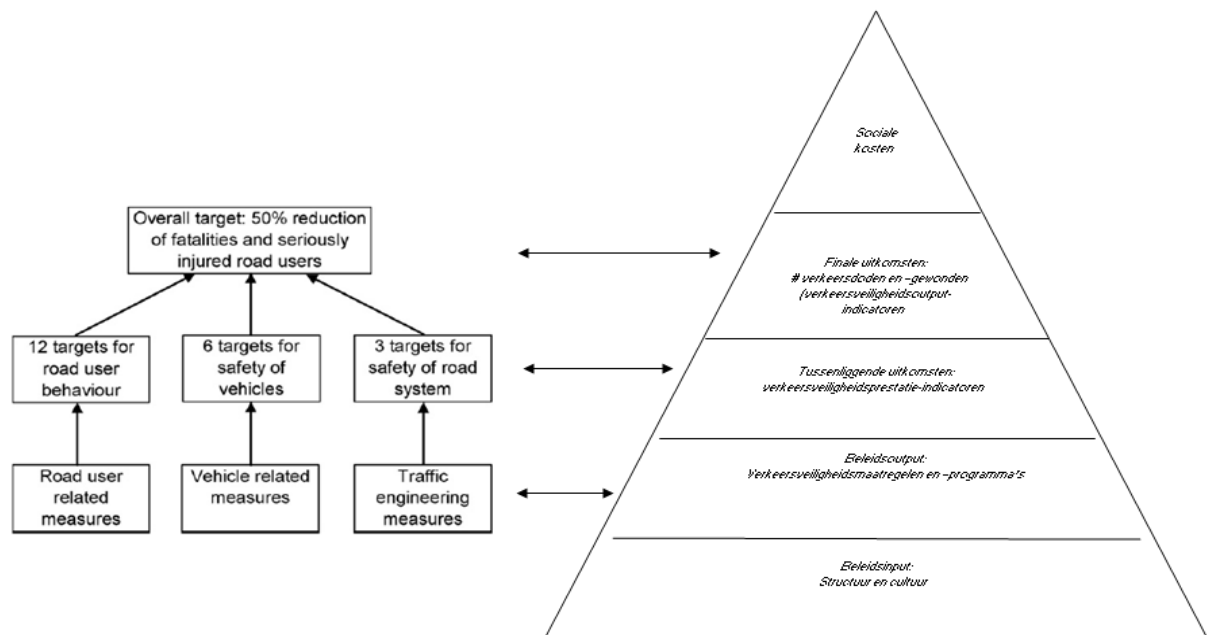 Overall target: 50% reduction
of fatalities and seriously
injured road users
12 targets for
road user
behaviour
6 targets for
safety of
vehicles
3 targets for
safety of road
system
Road user
related
measures
Vehicle related
measures
Traffic
engineering
measures
Sociale
kosten
Finale uitkomsten:
# verkeersdoden en –gewonden
(verkeersveiligheidsoutput-
indicatoren
Tussenliggende uitkomsten:
verkeersveiligheidsprestatie-indicatoren
Beleidsoutput:
Verkeersveiligheidsmaatregelen en –programma's
Beleidsinput:
Structuur en cultuur